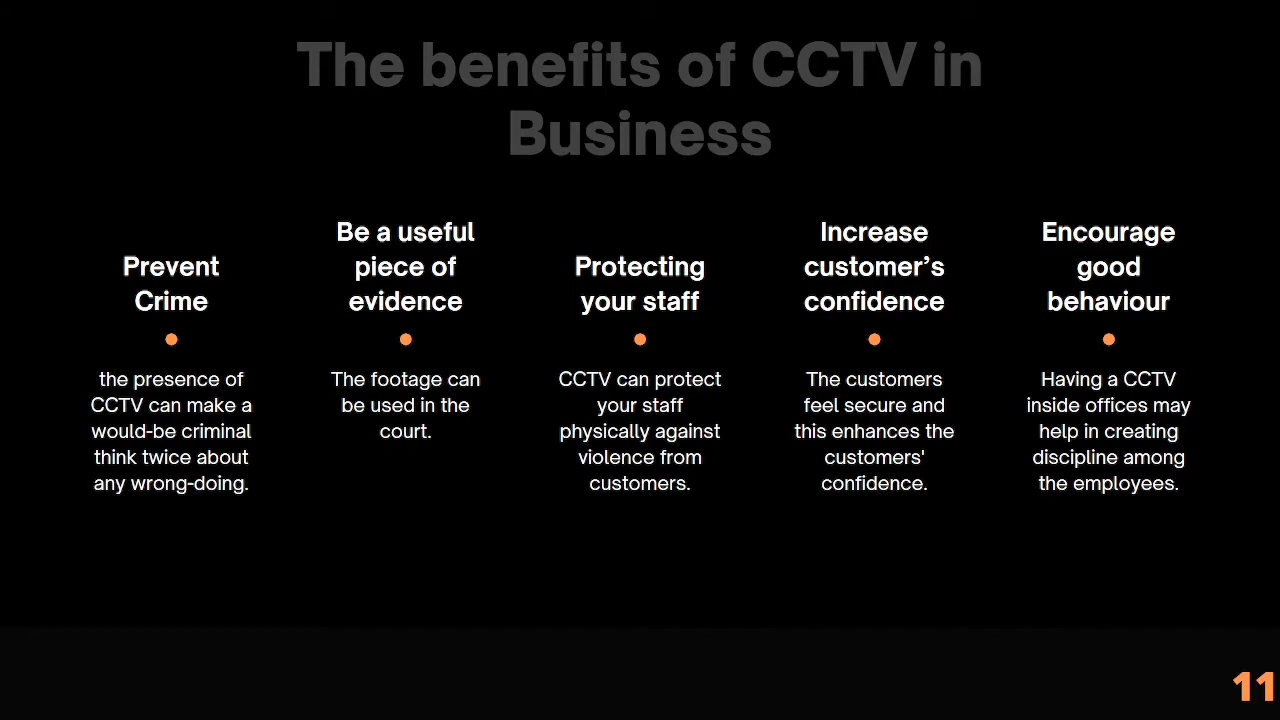 The benefits of CCTV in
Business
Prevent
Crime
the presence of
CCTV can make a
would-be criminal
think twice about
any wrong-doing.
Be a useful
piece of
evidence
The footage can
be used in the
court.
Protecting
your staff
CCTV can protect
your staff
physically against
violence from
customers.
Increase
customer’s
confidence
The customers
feel secure and
this enhances the
customers'
confidence.
Encourage
good
behaviour
Having a CCTV
inside offices may
help in creating
discipline among
the employees.
11